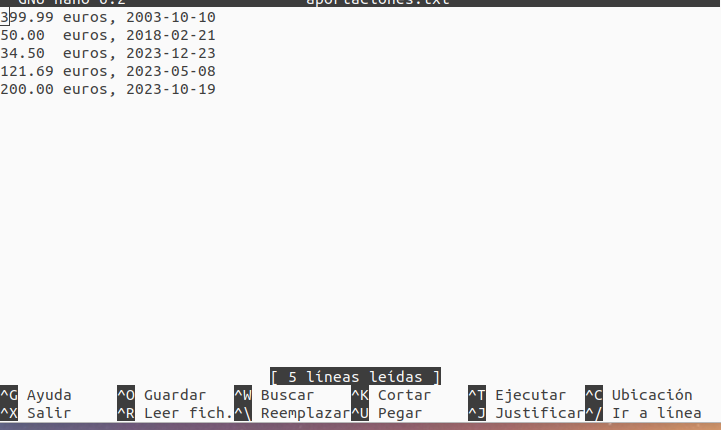 GNU nano 6.2 aportaciones.txt
399.99 euros, 2003-10-10
50.00  euros, 2018-02-21
34.50  euros, 2023-12-23
121.69 euros, 2023-05-08
200.00 euros, 2023-10-19
[ 5 líneas leídas ]
^G Ayuda ^O Guardar ^W Buscar ^K Cortar ^T Ejecutar ^C Ubicación
^X Salir ^R Leer fich. ^\ Reemplazar ^U Pegar ^J Justificar ^/ Ir a línea